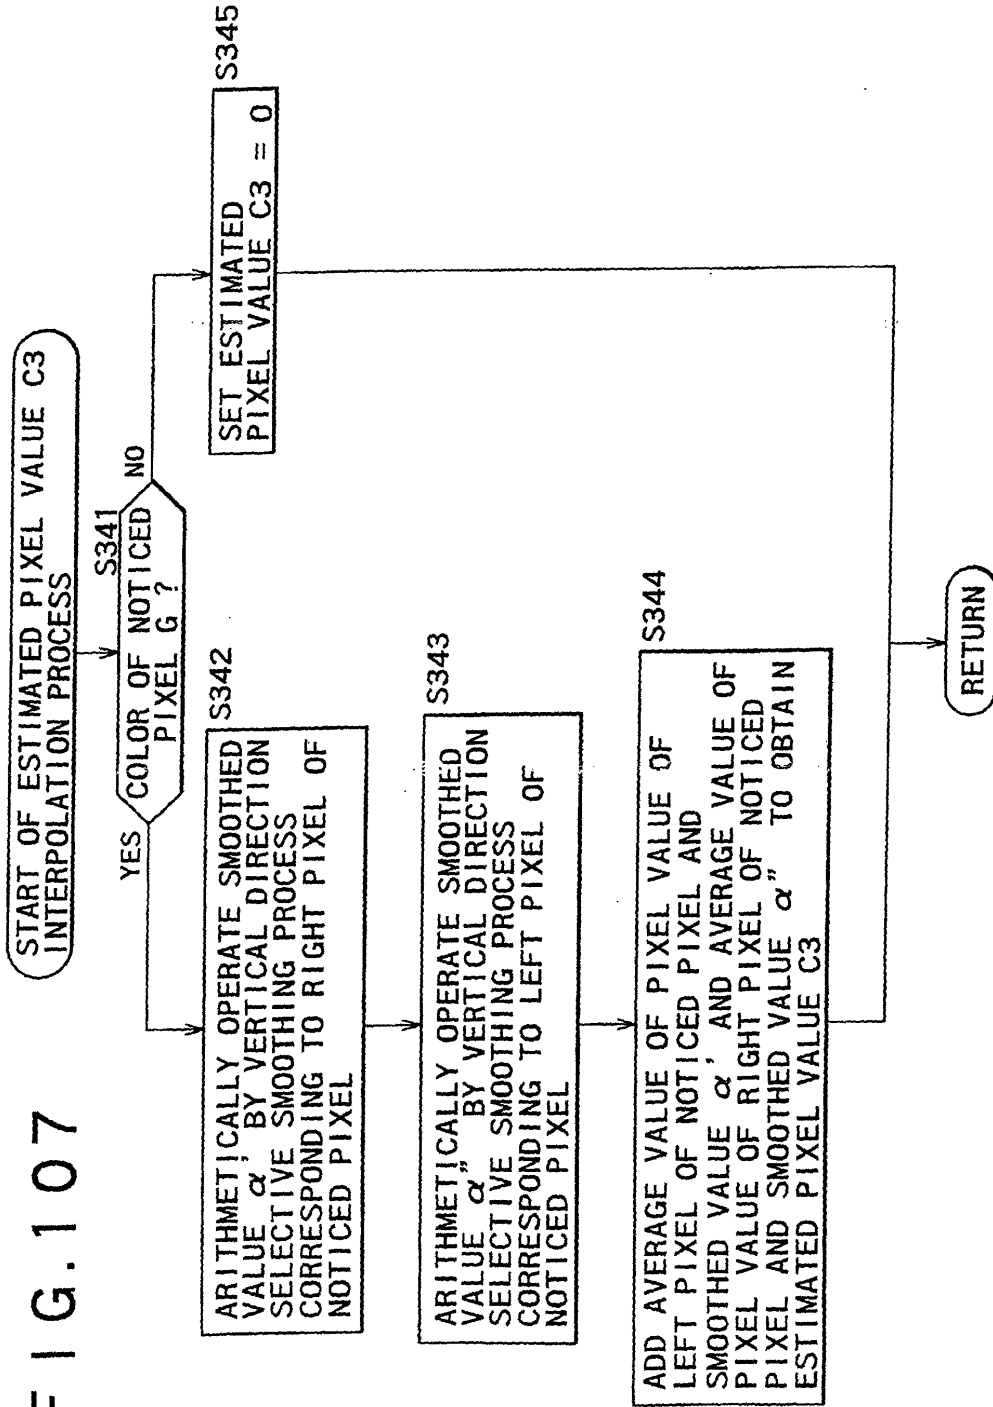 FIG.107
START OF ESTIMATED PIXEL VALUE C3
INTERPOLATION PROCESS
S341
COLOR OF NOTICED
PIXEL G ?
YES
NO
S342
ARITHMETICALLY OPERATE SMOOTHED
VALUE α' BY VERTICAL DIRECTION
SELECTIVE SMOOTHING PROCESS
CORRESPONDING TO RIGHT PIXEL OF
NOTICED PIXEL
S345
SET ESTIMATED
PIXEL VALUE C3 = 0
S343
ARITHMETICALLY OPERATE SMOOTHED
VALUE α" BY VERTICAL DIRECTION
SELECTIVE SMOOTHING PROCESS
CORRESPONDING TO LEFT PIXEL OF
NOTICED PIXEL
S344
ADD AVERAGE VALUE OF PIXEL VALUE OF
LEFT PIXEL OF NOTICED PIXEL AND
SMOOTHED VALUE α' AND AVERAGE VALUE OF
PIXEL VALUE OF RIGHT PIXEL OF NOTICED
PIXEL AND SMOOTHED VALUE α" TO OBTAIN
ESTIMATED PIXEL VALUE C3
RETURN